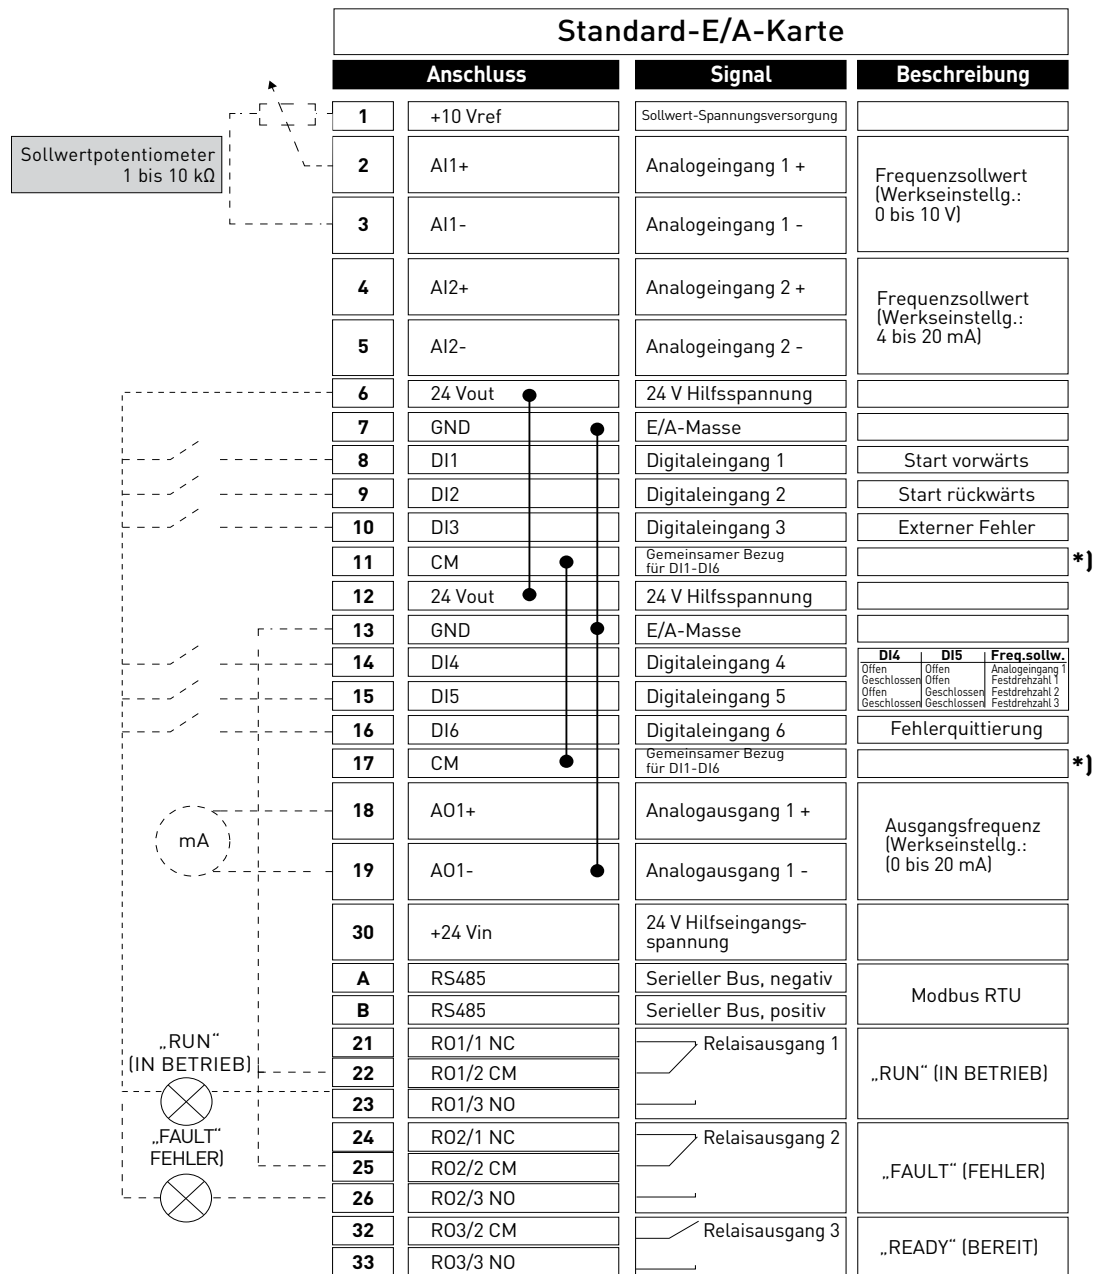 Standard-E/A-Karte
Anschluss Signal Beschreibung
1 +10 Vref Sollwert-Spannungsversorgung
Sollwertpotentiometer
1 bis 10 kΩ
2 AI1+ Analogeingang 1 +
3 AI1- Analogeingang 1 -
Frequenzsollwert
(Werkseinstellg.:
0 bis 10 V)
4 AI2+ Analogeingang 2 +
5 AI2- Analogeingang 2 -
Frequenzsollwert
(Werkseinstellg.:
4 bis 20 mA)
6 24 Vout 24 V Hilfsspannung
7 GND E/A-Masse
8 DI1 Digitaleingang 1 Start vorwärts
9 DI2 Digitaleingang 2 Start rückwärts
10 DI3 Digitaleingang 3 Externer Fehler
11 CM Gemeinsamer Bezug
für DI1-DI6
*)
12 24 Vout 24 V Hilfsspannung
13 GND E/A-Masse
14 DI4 Digitaleingang 4
15 DI5 Digitaleingang 5
DI4 DI5 Freq.sollw.
Offen Offen Analogeingang 1
Geschlossen Offen Festdrehzahl 1
Offen Geschlossen Festdrehzahl 2
Geschlossen Geschlossen Festdrehzahl 3
16 DI6 Digitaleingang 6 Fehlerquittierung
17 CM Gemeinsamer Bezug
für DI1-DI6
*)
mA
18 AO1+ Analogausgang 1 +
19 AO1- Analogausgang 1 -
Ausgangsfrequenz
(Werkseinstellg.:
(0 bis 20 mA)
30 +24 Vin 24 V Hilfseingangs-
spannung
A RS485 Serieller Bus, negativ
B RS485 Serieller Bus, positiv
Modbus RTU
„RUN“
(IN BETRIEB)
21 RO1/1 NC Relaisausgang 1
22 RO1/2 CM „RUN“ (IN BETRIEB)
23 RO1/3 NO
„FAULT“
FEHLER)
24 RO2/1 NC Relaisausgang 2
25 RO2/2 CM „FAULT“ (FEHLER)
26 RO2/3 NO
32 RO3/2 CM Relaisausgang 3
33 RO3/3 NO
„READY“ (BEREIT)